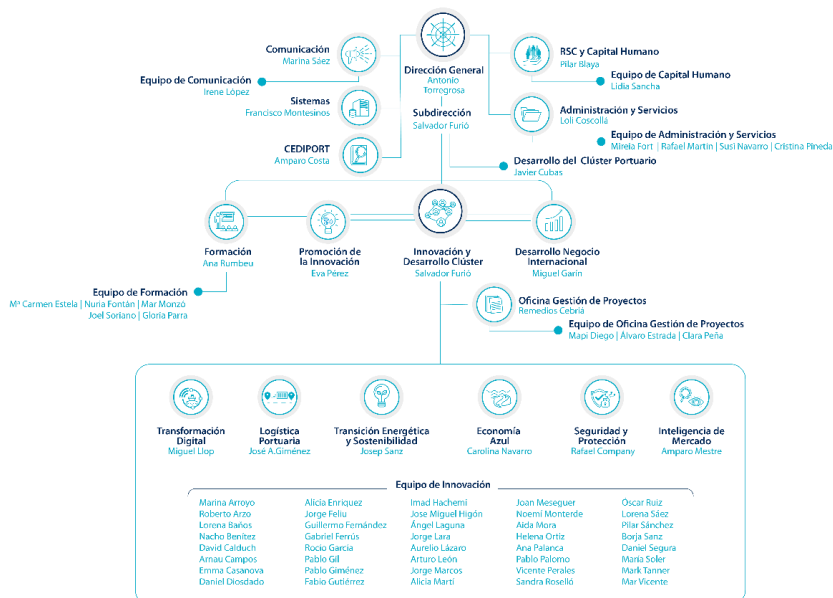 Dirección General
Antonio
Torregrosa
Subdirección
Salvador Furió
Comunicación
Marina Sáez
Equipo de Comunicación
Irene López
Sistemas
Francisco Montesinos
CEDIPORT
Amparo Costa
RSC y Capital Humano
Pilar Blaya
Equipo de Capital Humano
Lidia Sancha
Administración y Servicios
Loli Coscollá
Equipo de Administración y Servicios
Mireia Fort | Rafael Martín | Susi Navarro | Cristina Pineda
Desarrollo del Clúster Portuario
Javier Cubas
Formación
Ana Rumbeu
Promoción de
la Innovación
Eva Pérez
Innovación y
Desarrollo Clúster
Salvador Furió
Desarrollo Negocio
Internacional
Miguel Garín
Equipo de Formación
Mª Carmen Estela | Nuria Fontán | Mar Monzó
Joel Soriano | Gloria Parra
Oficina Gestión de Proyectos
Remedios Cebriá
Equipo de Oficina Gestión de Proyectos
Mapi Diego | Álvaro Estrada | Clara Peña
Transformación
Digital
Miguel Llop
Logística
Portuaria
José A.Giménez
Transición Energética
y Sostenibilidad
Josep Sanz
Economía
Azul
Carolina Navarro
Seguridad y
Protección
Rafael Company
Inteligencia de
Mercado
Amparo Mestre
Equipo de Innovación
Marina Arroyo
Roberto Arzo
Lorena Baños
Nacho Benítez
David Calduch
Arnau Campos
Emma Casanova
Daniel Diosdado
Alícia Enríquez
Jorge Feliu
Guillermo Fernández
Gabriel Ferrús
Rocío García
Pablo Gil
Pablo Giménez
Fabio Gutiérrez
Imad Hachemi
Jose Miguel Higón
Ángel Laguna
Jorge Lara
Aurelio Lázaro
Arturo León
Jorge Marcos
Alicia Martí
Joan Meseguer
Noemí Monterde
Aida Mora
Helena Ortiz
Ana Palanca
Pablo Palomo
Vicente Perales
Sandra Roselló
Óscar Ruiz
Lorena Sáez
Pilar Sánchez
Borja Sanz
Daniel Segura
María Soler
Mark Tanner
Mar Vicente